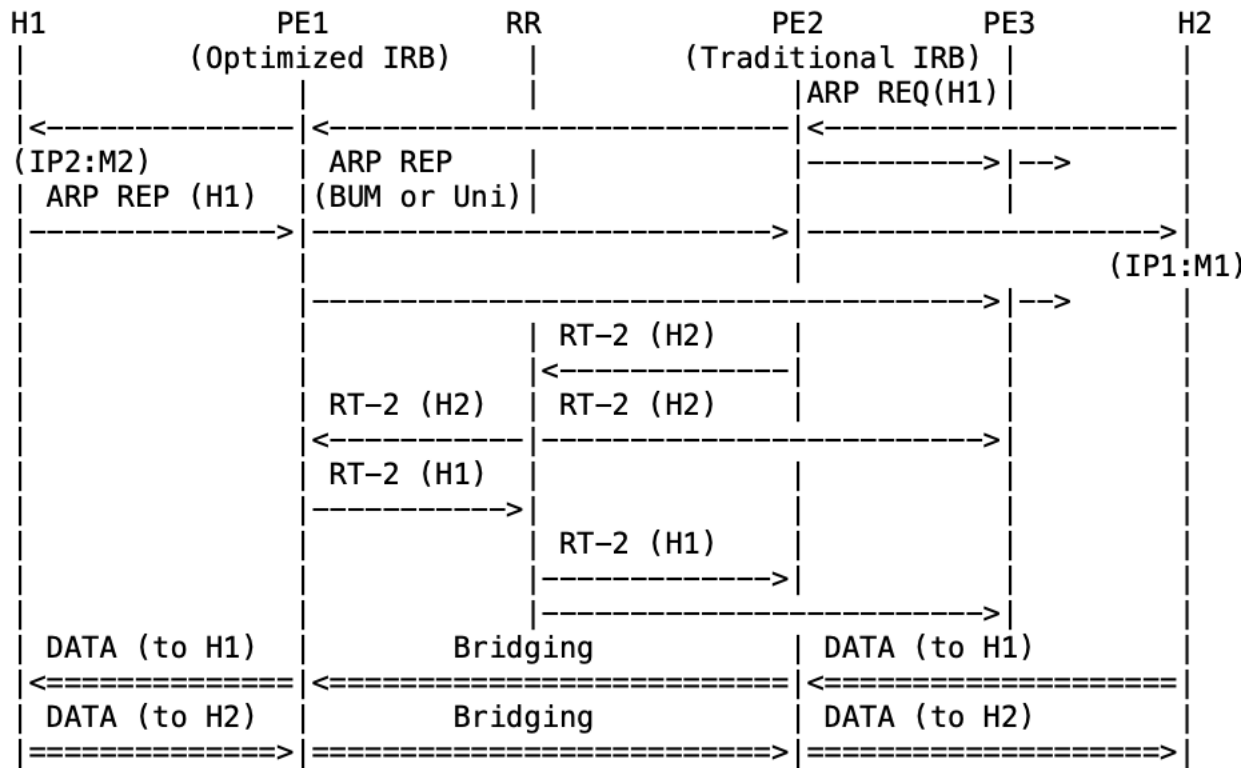 H1 PE1 RR PE2 PE3 H2
(Optimized IRB) (Traditional IRB)
ARP REQ(H1)
(IP2:M2) ARP REP
ARP REP (H1) (BUM or Uni)
(IP1:M1)
RT-2 (H2)
RT-2 (H2) RT-2 (H2)
RT-2 (H1)
RT-2 (H1)
DATA (to H1) Bridging DATA (to H1)
DATA (to H2) Bridging DATA (to H2)